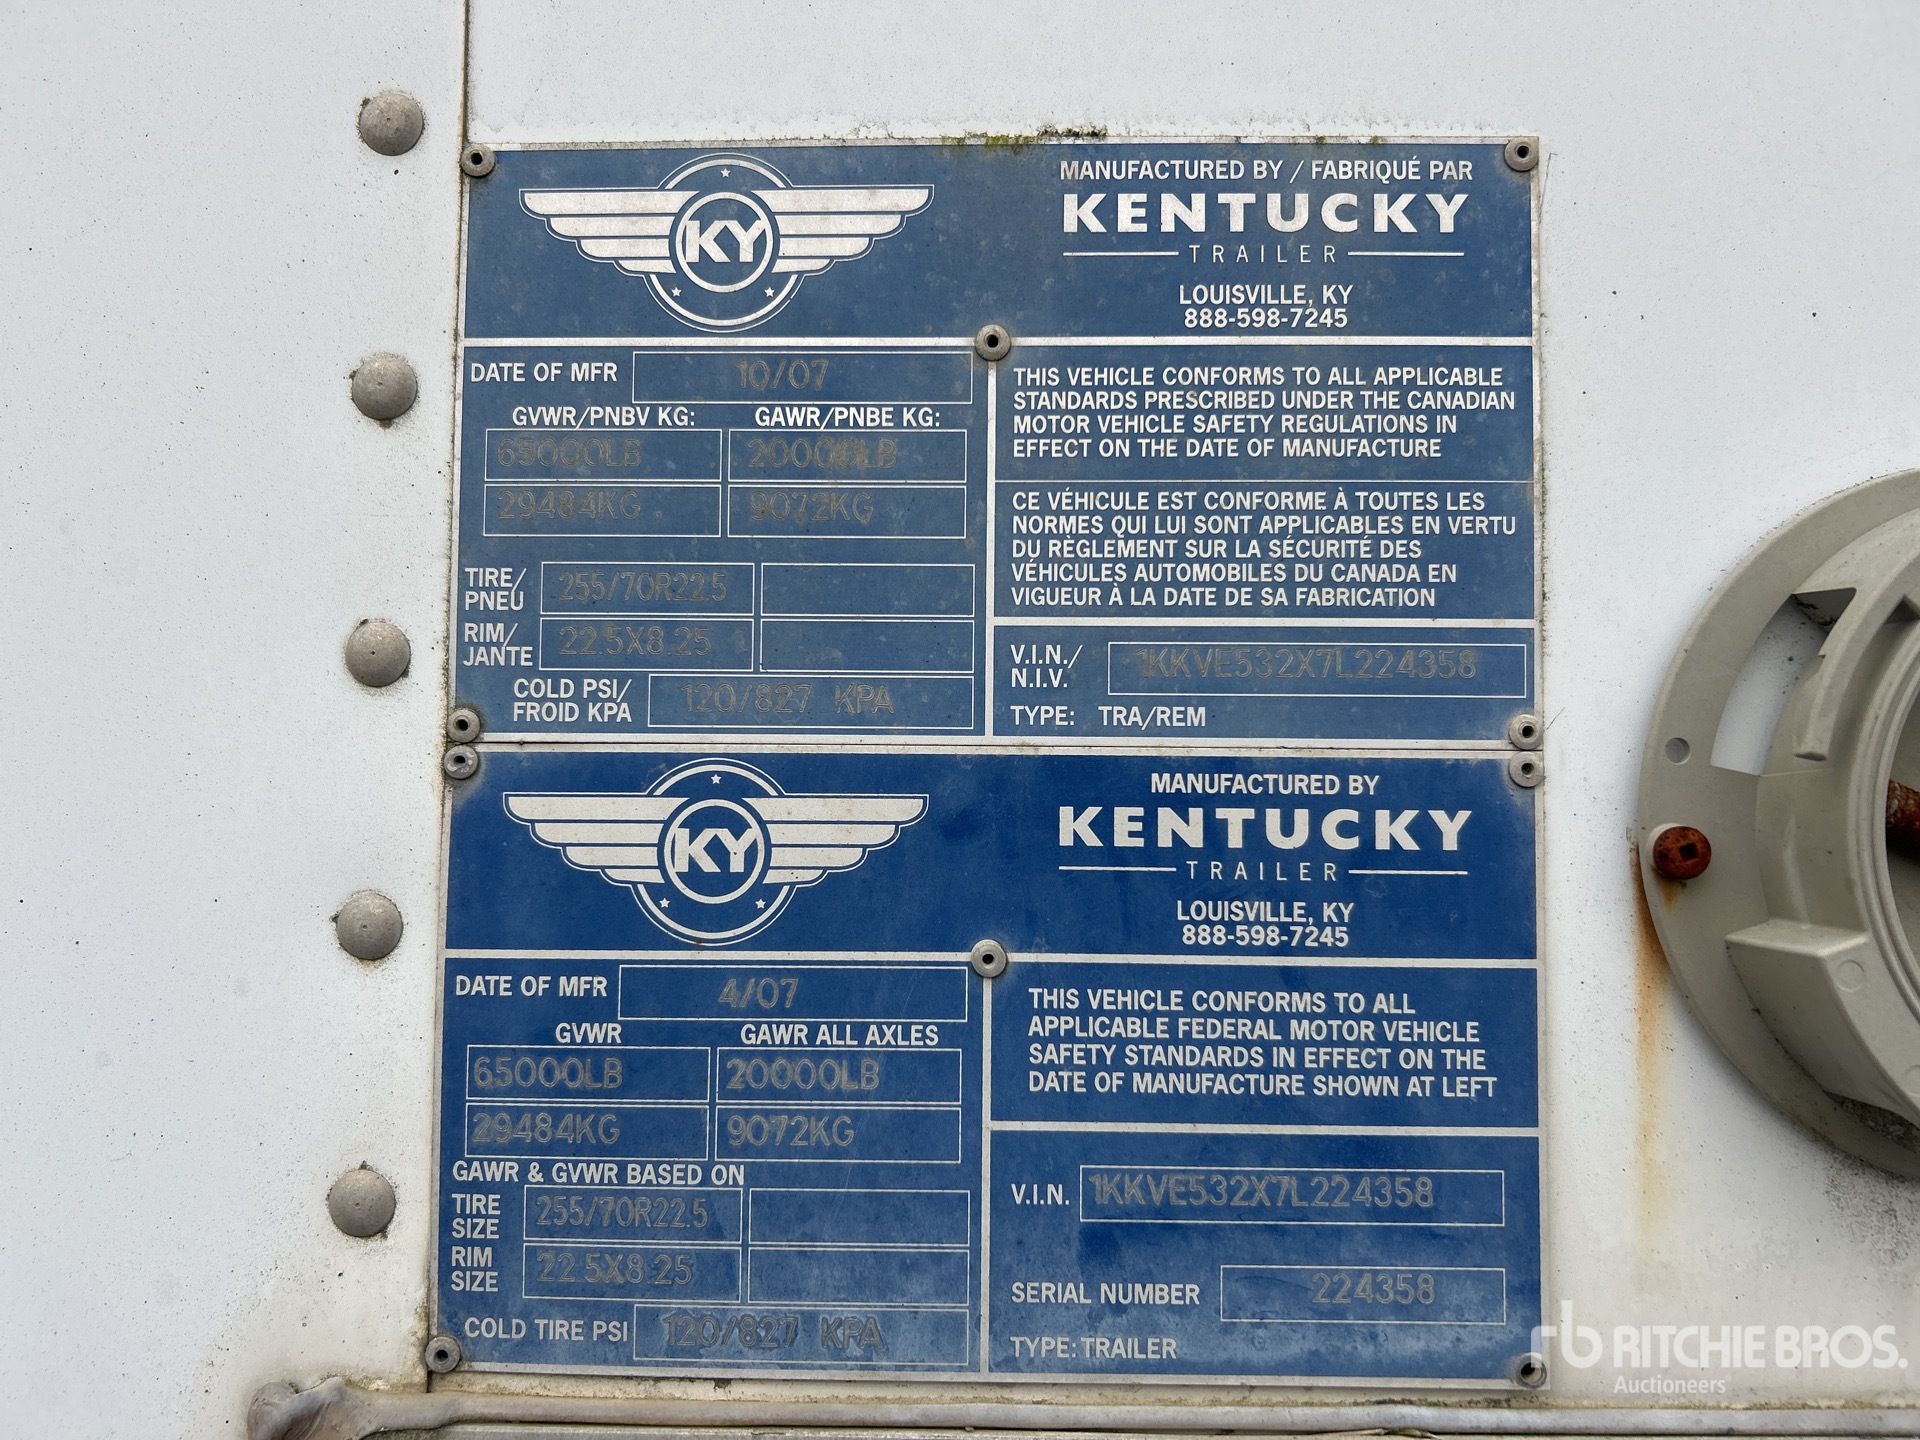 KY
MANUFACTURED BY / FABRIQUÉ PAR
KENTUCKY
TRAILER
LOUISVILLE, KY
888-598-7245
DATE OF MFR 10/07
GVWR/PNBV KG: GAWR/PNBE KG:
65000LB 20000LB
29484KG 9072KG
TIRE/
PNEU 255/70R22.5
RIM/
JANTE 22.5X8.25
COLD PSI/
FROID KPA 120/827 KPA
THIS VEHICLE CONFORMS TO ALL APPLICABLE
STANDARDS PRESCRIBED UNDER THE CANADIAN
MOTOR VEHICLE SAFETY REGULATIONS IN
EFFECT ON THE DATE OF MANUFACTURE
CE VÉHICULE EST CONFORME À TOUTES LES
NORMES QUI LUI SONT APPLICABLES EN VERTU
DU RÈGLEMENT SUR LA SÉCURITÉ DES
VÉHICULES AUTOMOBILES DU CANADA EN
VIGUEUR À LA DATE DE SA FABRICATION
V.I.N./
N.I.V. 1KKVE532X7L224358
TYPE: TRA/REM
KY
MANUFACTURED BY
KENTUCKY
TRAILER
LOUISVILLE, KY
888-598-7245
DATE OF MFR 4/07
GVWR GAWR ALL AXLES
65000LB 20000LB
29484KG 9072KG
GAWR & GVWR BASED ON
TIRE
SIZE 255/70R22.5
RIM
SIZE 22.5X8.25
COLD TIRE PSI 120/827 KPA
THIS VEHICLE CONFORMS TO ALL
APPLICABLE FEDERAL MOTOR VEHICLE
SAFETY STANDARDS IN EFFECT ON THE
DATE OF MANUFACTURE SHOWN AT LEFT
V.I.N. 1KKVE532X7L224358
SERIAL NUMBER 224358
TYPE: TRAILER
rb RITCHIE BROS.
Auctioneers